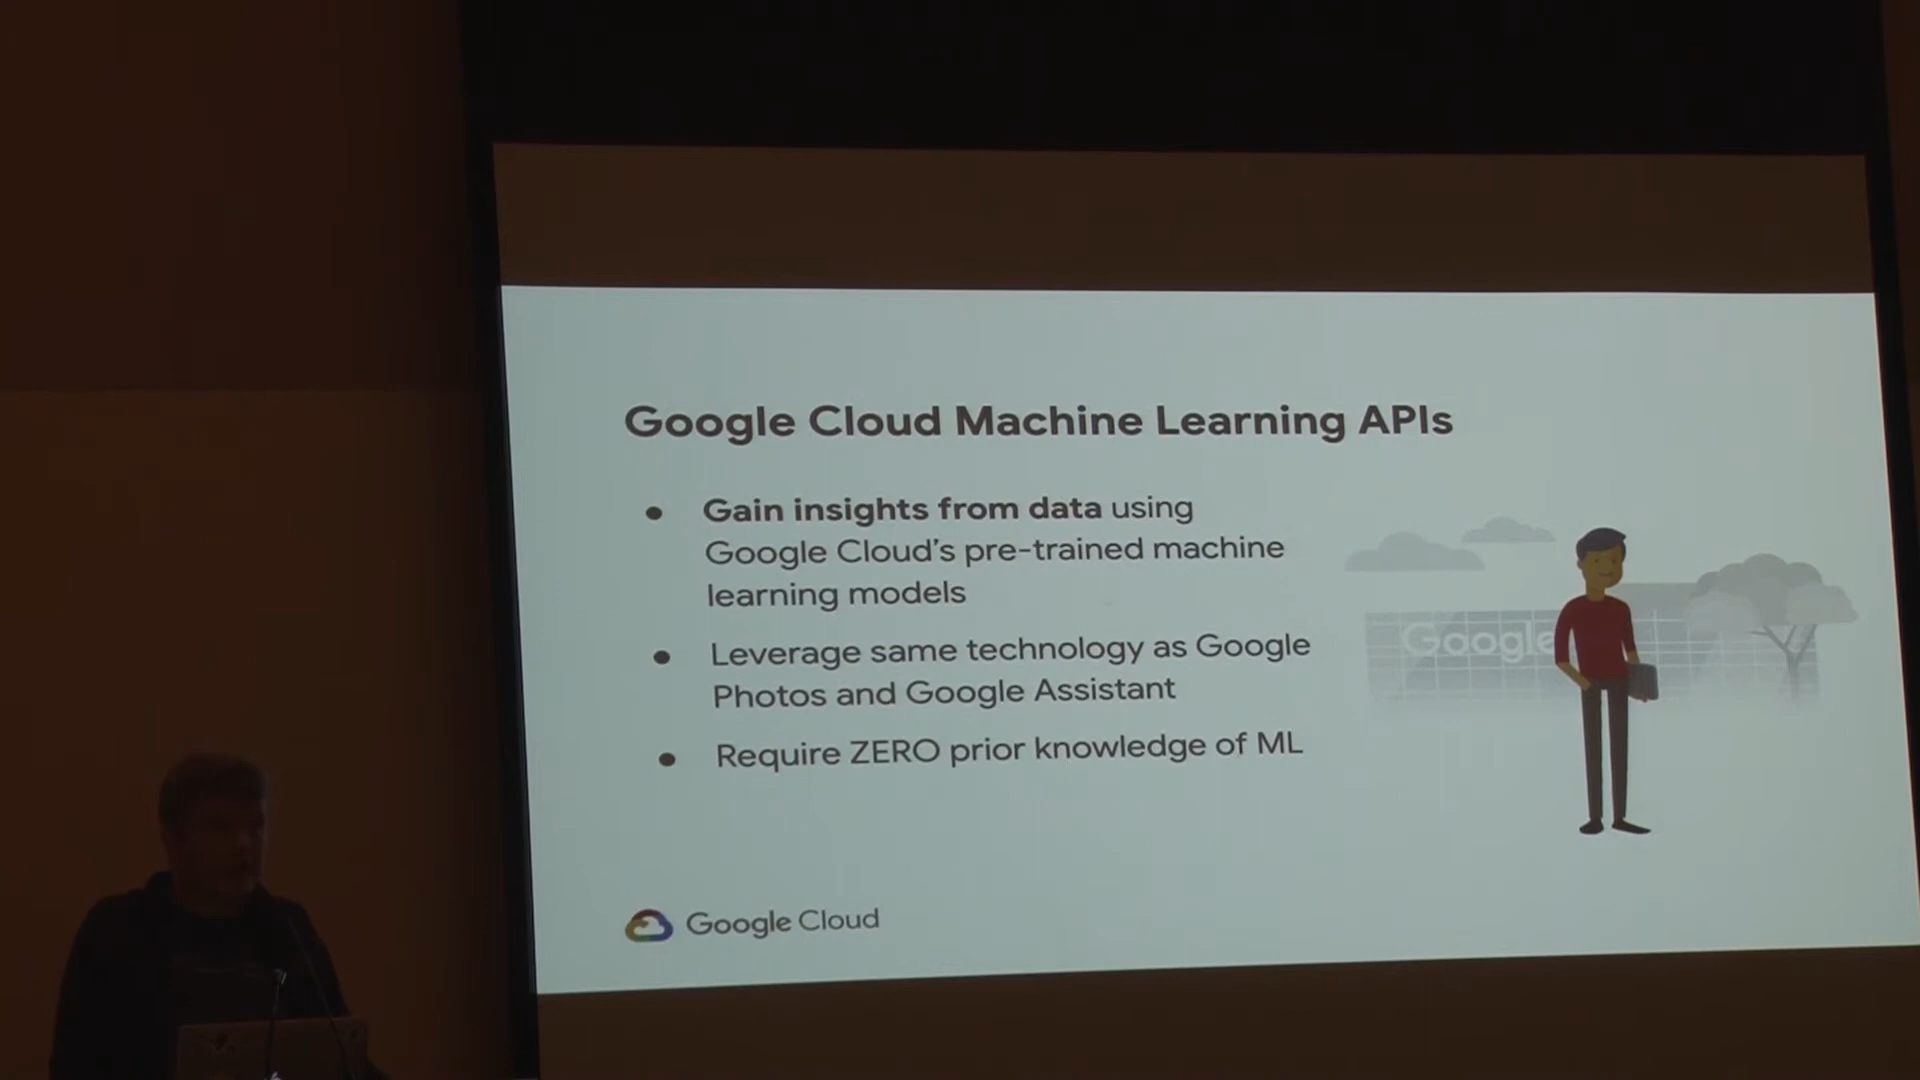 Google Cloud Machine Learning APIs
● Gain insights from data using
Google Cloud's pre-trained machine
learning models
● Leverage same technology as Google
Photos and Google Assistant
● Require ZERO prior knowledge of ML
Google
Google Cloud